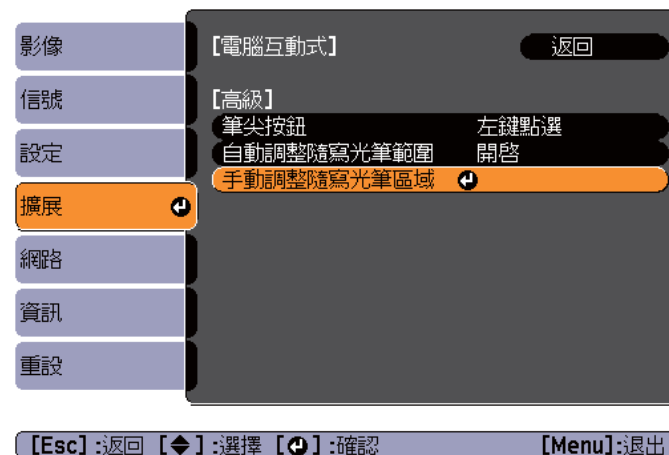 影像
信號
設定
擴展
網路
資訊
重設
[電腦互動式] 返回
[高級]
筆尖按鈕 左鍵點選
自動調整隨寫光筆範圍 開啓
手動調整隨寫光筆區域
[Esc] :返回 [◆] :選擇 [⏎] :確認 [Menu]:退出